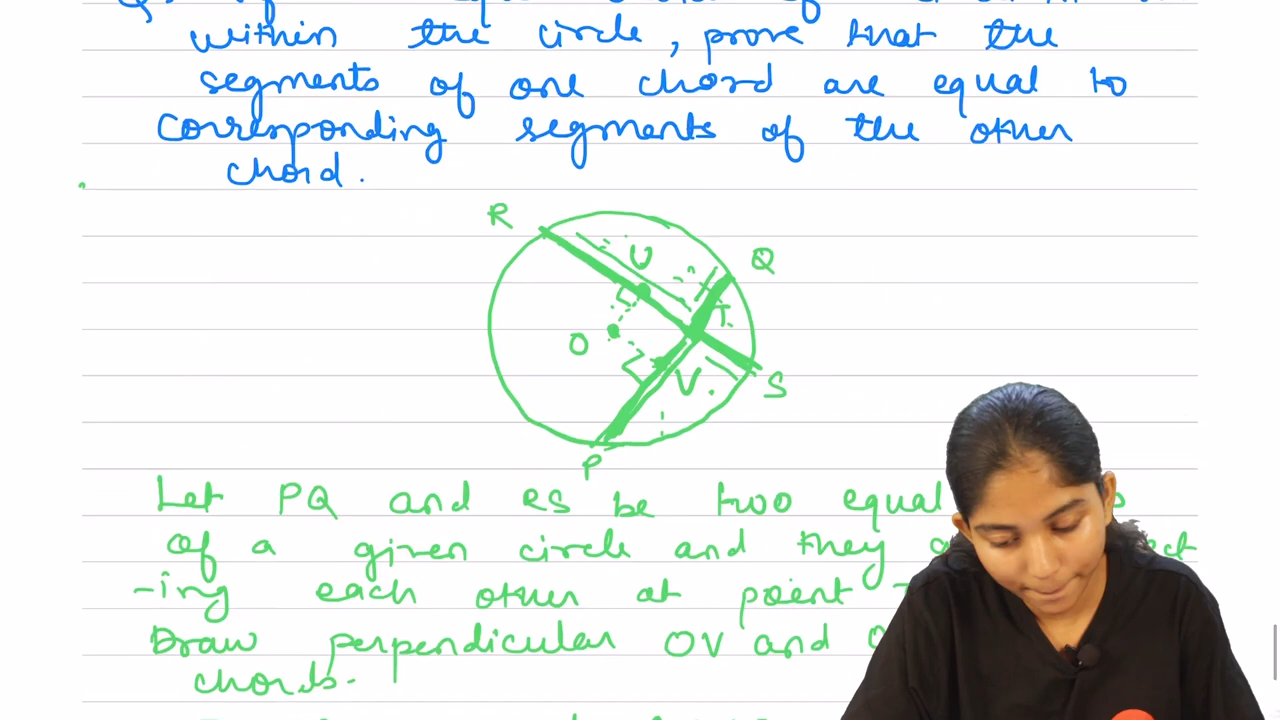 within the circle, prove that the
segments of one chord are equal to
corresponding segments of the other
chord.
R
U
Q
T
O
V
S
P
Let PQ and RS be two equal
of a given circle and they
-ing each other at point
Draw perpendicular OV and
chords.